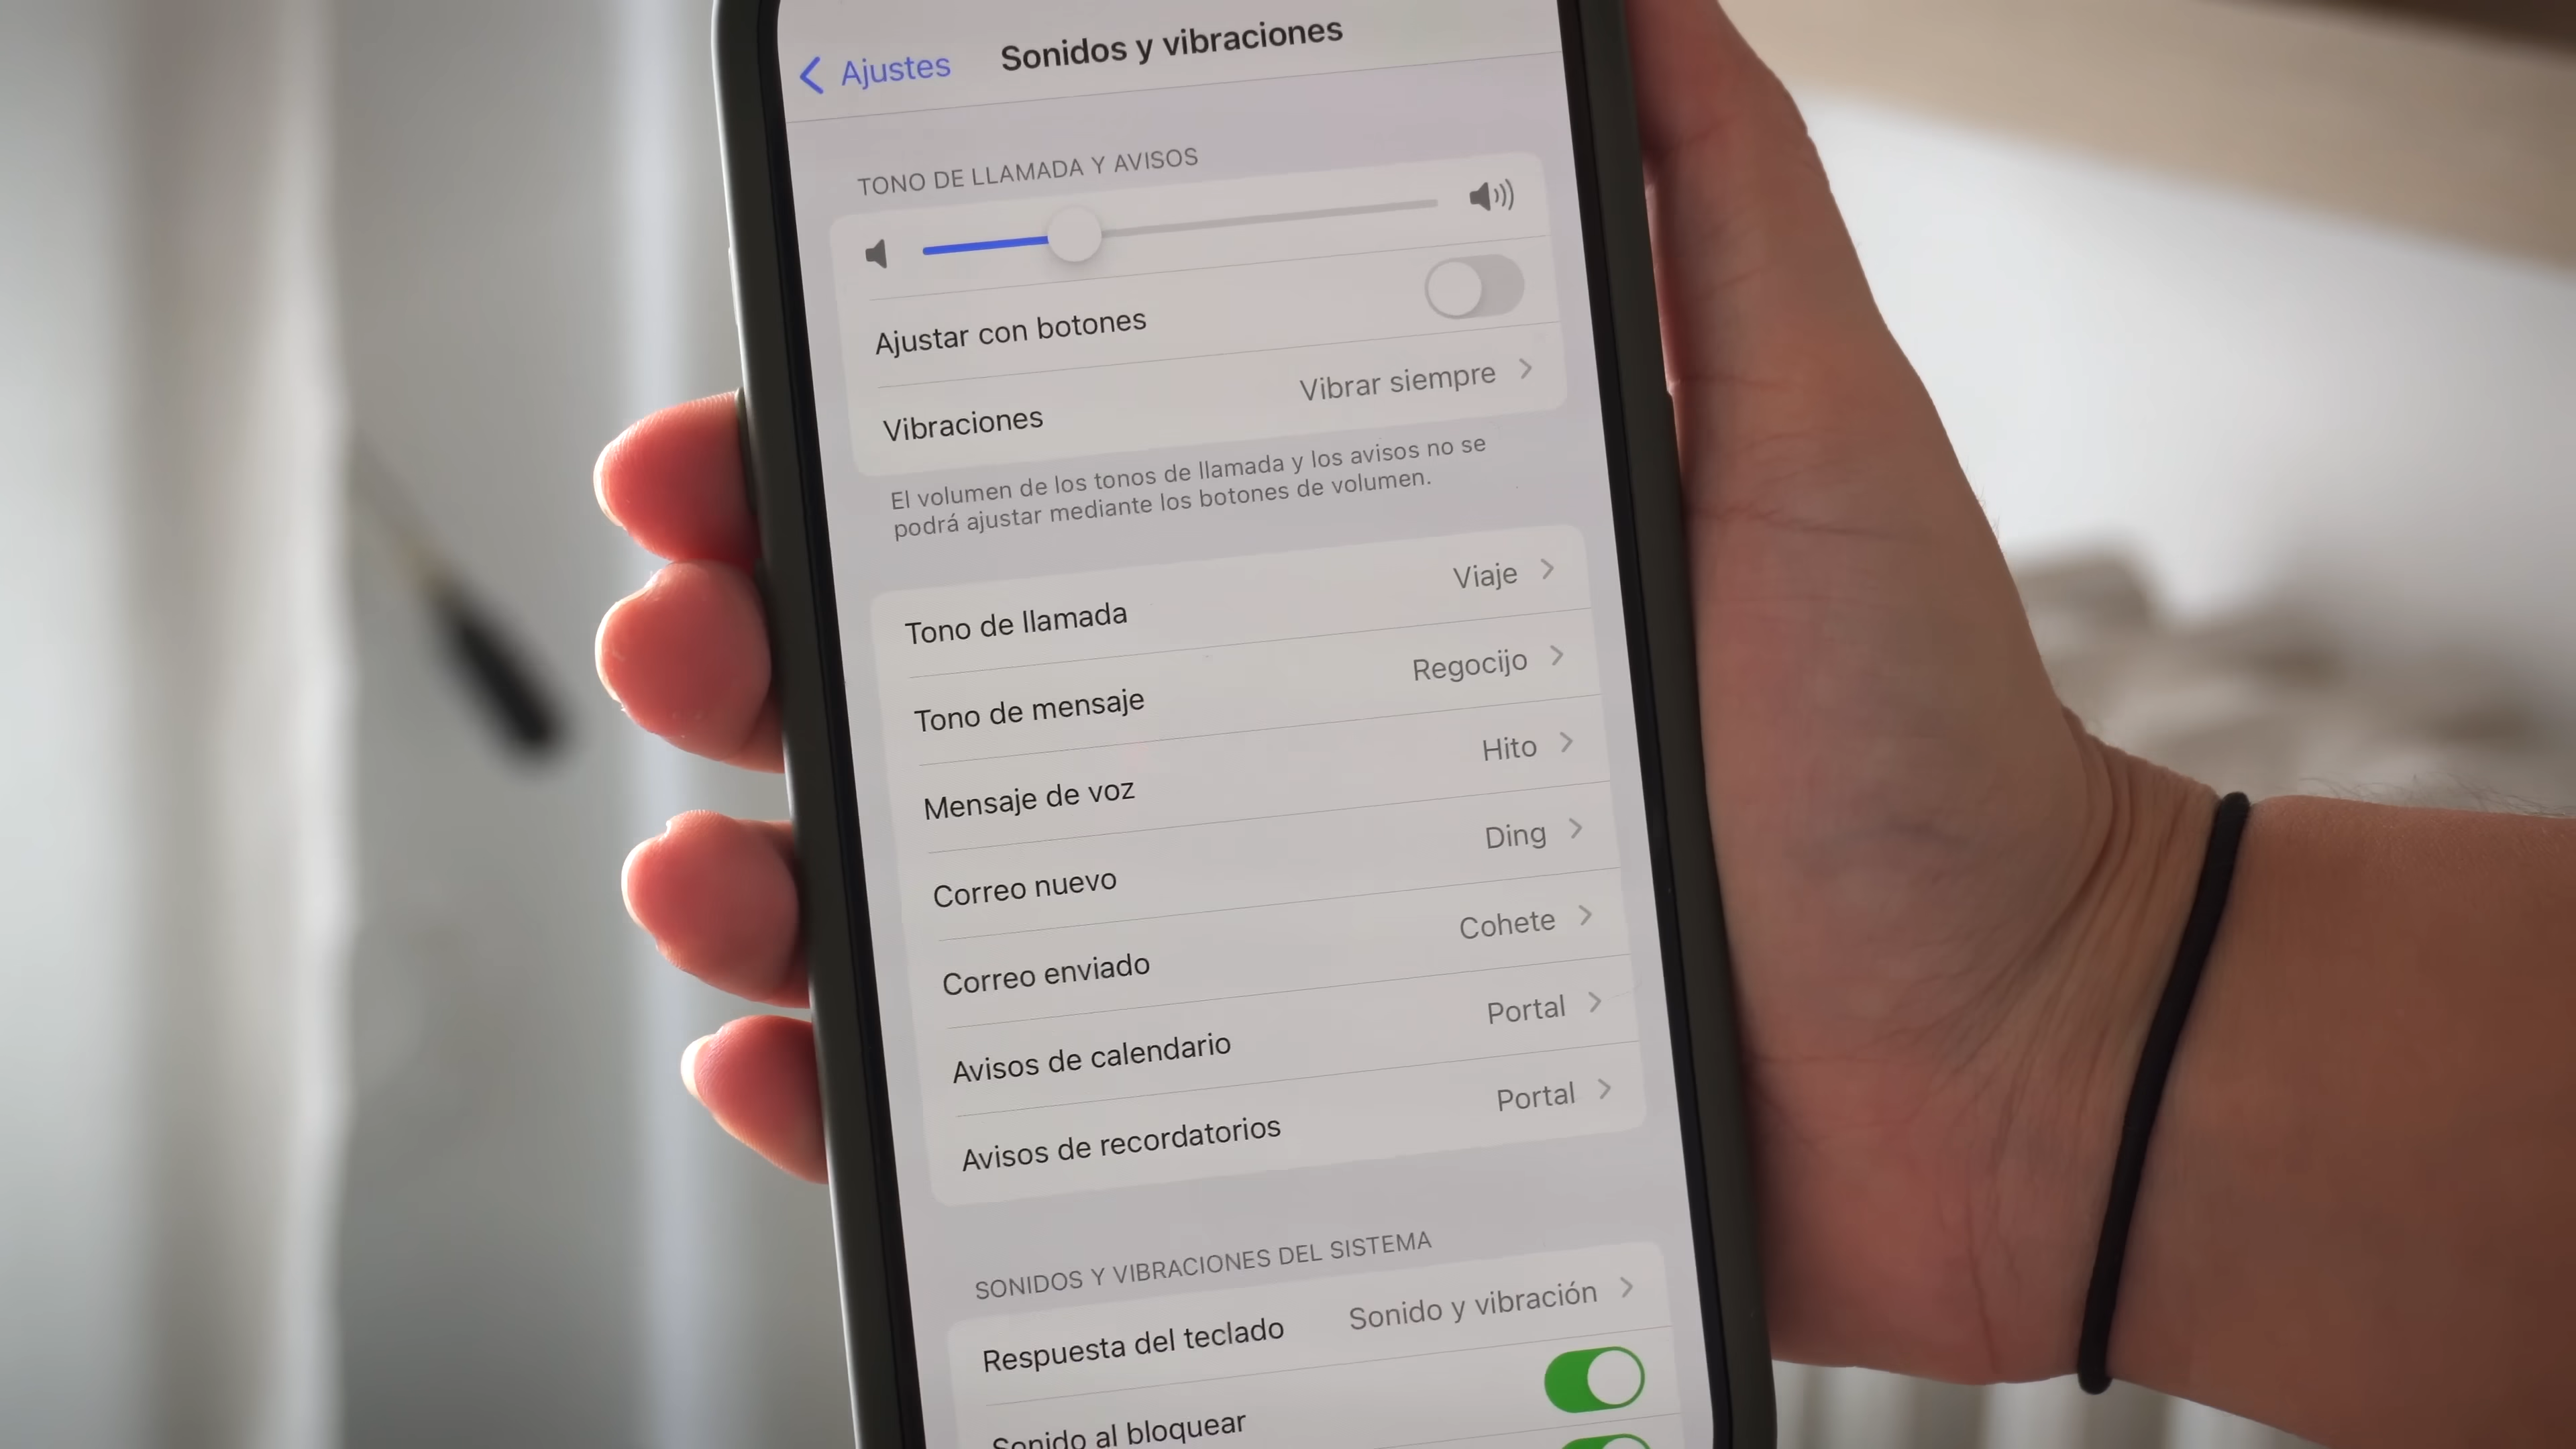 Ajustes Sonidos y vibraciones
TONO DE LLAMADA Y AVISOS
Ajustar con botones
Vibraciones Vibrar siempre
El volumen de los tonos de llamada y los avisos no se
podrá ajustar mediante los botones de volumen.
Tono de llamada Viaje
Tono de mensaje Regocijo
Mensaje de voz Hito
Correo nuevo Ding
Correo enviado Cohete
Avisos de calendario Portal
Avisos de recordatorios Portal
SONIDOS Y VIBRACIONES DEL SISTEMA
Respuesta del teclado Sonido y vibración
Sonido al bloquear